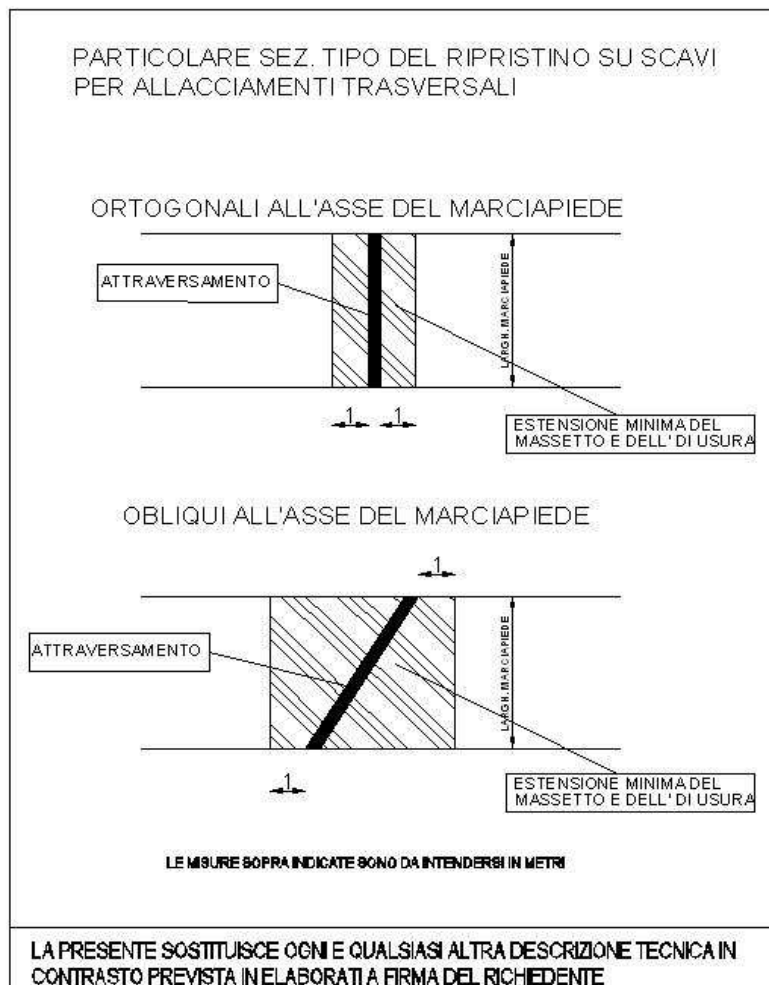 PARTICOLARE SEZ. TIPO DEL RIPRISTINO SU SCAVI
PER ALLACCIAMENTI TRASVERSALI
ORTOGONALI ALL'ASSE DEL MARCIAPIEDE
ATTRAVERSAMENTO
LARGH. MARCIAPIEDE
1
1
ESTENSIONE MINIMA DEL
MASSETTO E DELL' DI USURA
OBLIQUI ALL'ASSE DEL MARCIAPIEDE
1
ATTRAVERSAMENTO
LARGH. MARCIAPIEDE
1
ESTENSIONE MINIMA DEL
MASSETTO E DELL' DI USURA
LE MISURE SOPRA INDICATE SONO DA INTENDERSI IN METRI
LA PRESENTE SOSTITUISCE OGNI E QUALSIASI ALTRA DESCRIZIONE TECNICA IN
CONTRASTO PREVISTA IN ELABORATI A FIRMA DEL RICHIEDENTE